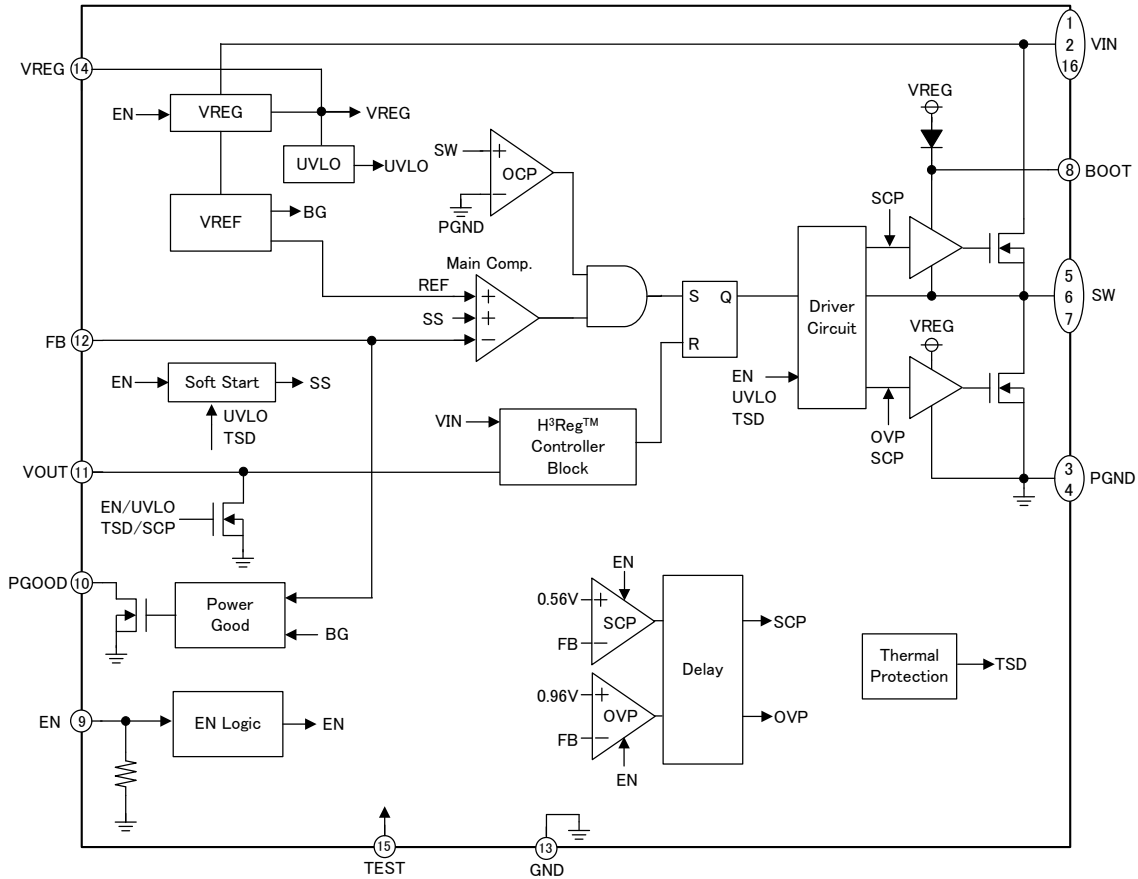 1
2
16
VIN
VREG
14
EN
VREG
VREG
UVLO
UVLO
VREF
BG
SW
+
OCP
−
PGND
VREG
8
BOOT
SCP
Main Comp.
REF
+
SS
+
−
S
Q
R
Driver
Circuit
5
6
7
SW
VREG
FB
12
EN
Soft Start
SS
UVLO
TSD
EN
UVLO
TSD
VIN
H³Reg™
Controller
Block
OVP
SCP
VOUT
11
3
4
PGND
EN/UVLO
TSD/SCP
PGOOD
10
Power
Good
BG
EN
0.56V
+
SCP
FB
−
Delay
SCP
Thermal
Protection
TSD
0.96V
+
OVP
FB
−
OVP
EN
EN
9
EN Logic
EN
15
TEST
13
GND